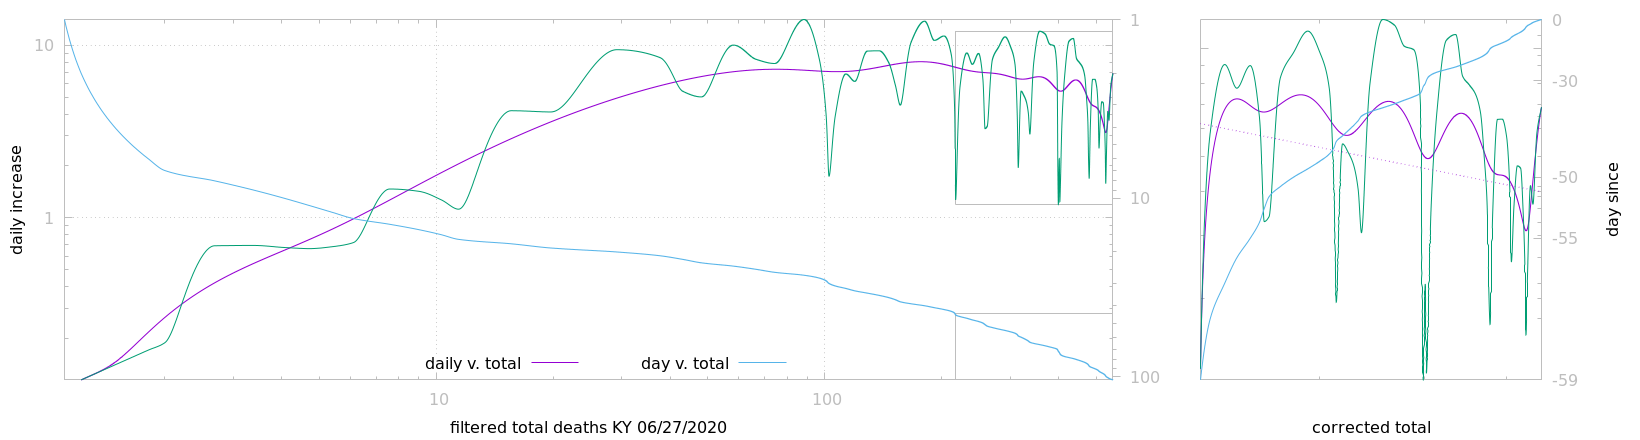 10
1
daily increase
daily v. total
day v. total
10
100
1
10
100
filtered total deaths KY 06/27/2020
0
-30
-50
-55
-59
day since
corrected total